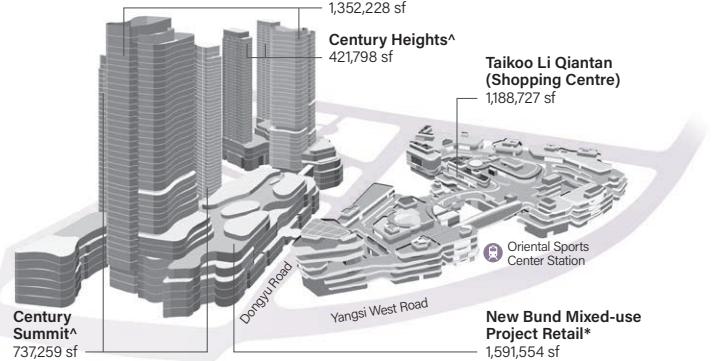 1,352,228 sf
Century Heights^
421,798 sf
Taikoo Li Qiantan
(Shopping Centre)
1,188,727 sf
Oriental Sports
Center Station
Dongyu Road
Yangsi West Road
Century
Summit^
737,259 sf
New Bund Mixed-use
Project Retail*
1,591,554 sf